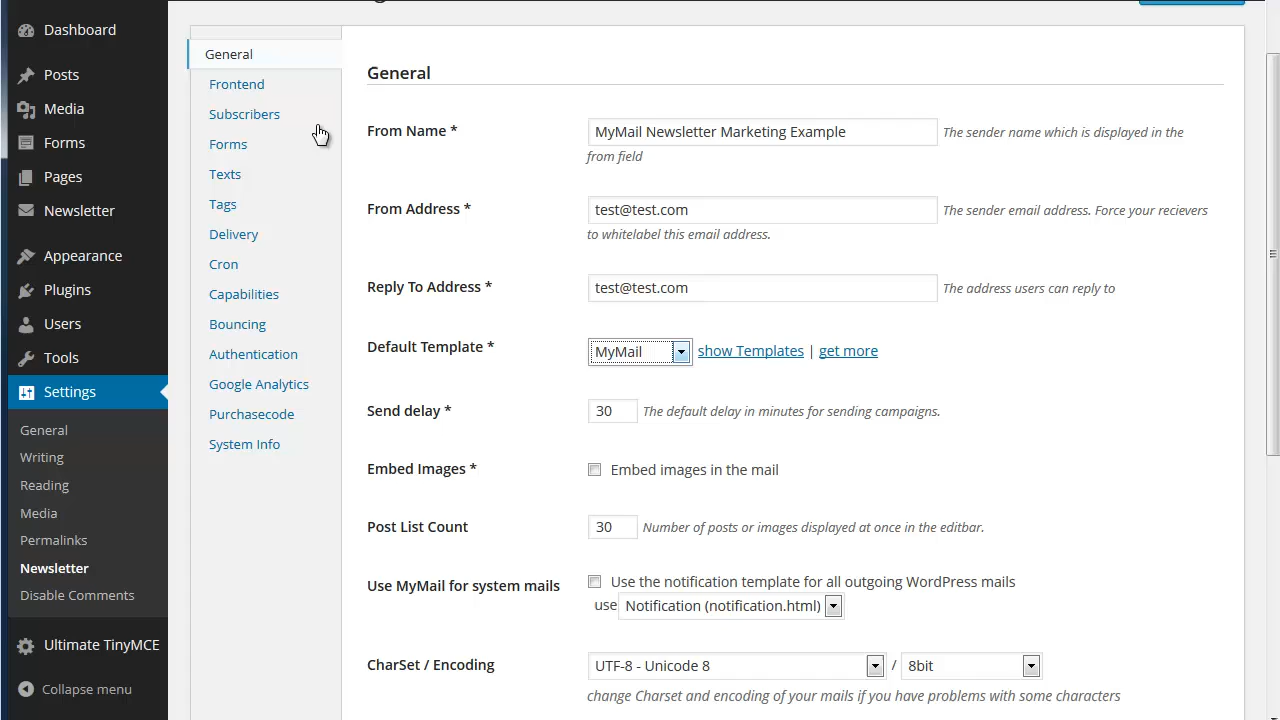 Dashboard
Posts
Media
Forms
Pages
Newsletter
Appearance
Plugins
Users
Tools
Settings
General
Writing
Reading
Media
Permalinks
Newsletter
Disable Comments
Ultimate TinyMCE
Collapse menu
General
Frontend
Subscribers
Forms
Texts
Tags
Delivery
Cron
Capabilities
Bouncing
Authentication
Google Analytics
Purchasecode
System Info
General
From Name * MyMail Newsletter Marketing Example The sender name which is displayed in the
from field
From Address * test@test.com The sender email address. Force your recievers
to whitelabel this email address.
Reply To Address * test@test.com The address users can reply to
Default Template * MyMail show Templates | get more
Send delay * 30 The default delay in minutes for sending campaigns.
Embed Images * Embed images in the mail
Post List Count 30 Number of posts or images displayed at once in the editbar.
Use MyMail for system mails Use the notification template for all outgoing WordPress mails
use Notification (notification.html)
CharSet / Encoding UTF-8 - Unicode 8 / 8bit
change Charset and encoding of your mails if you have problems with some characters